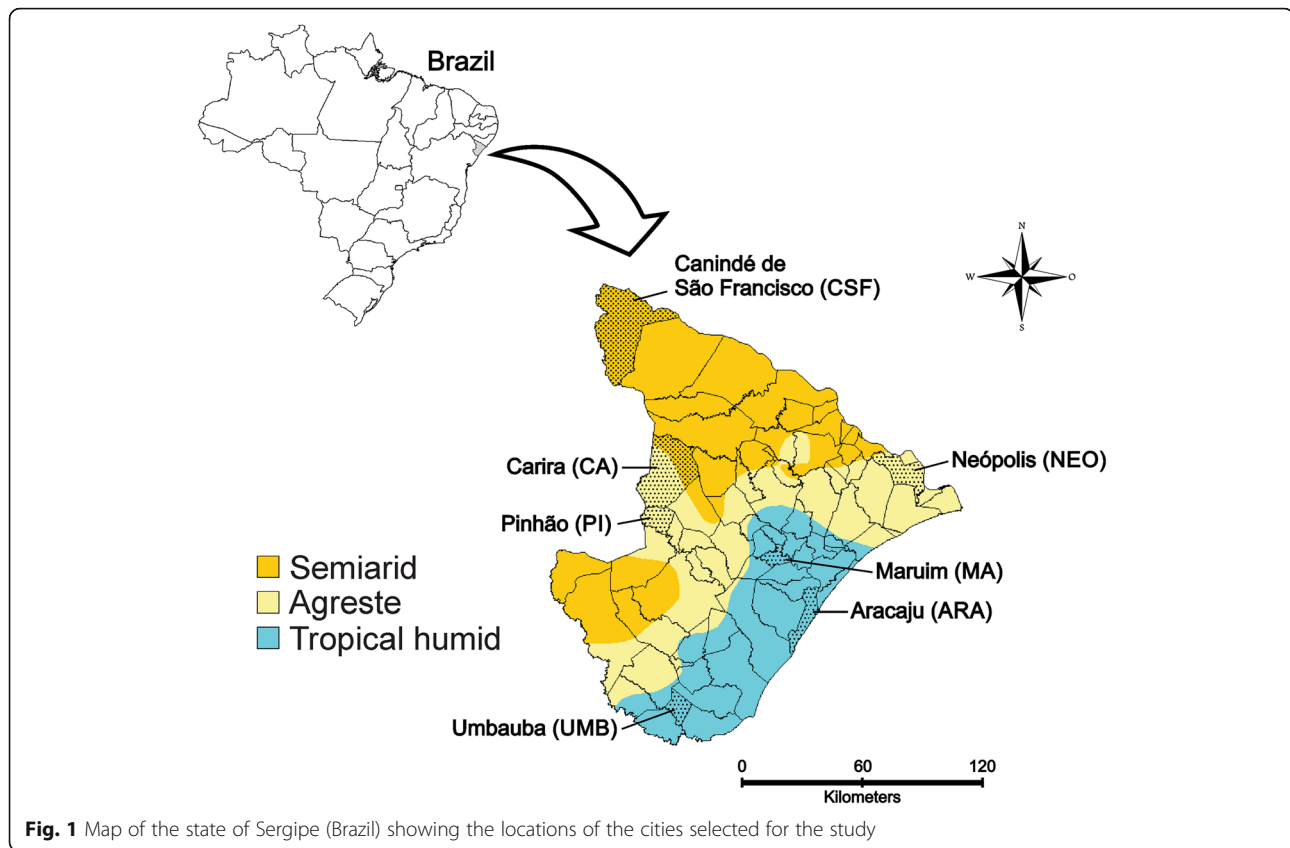 Brazil
Canindé de
São Francisco (CSF)
N
W
O
S
Carira (CA)
Neópolis (NEO)
Pinhão (PI)
Semiarid
Agreste
Tropical humid
Maruim (MA)
Aracaju (ARA)
Umbauba (UMB)
0 60 120
Kilometers
Fig. 1 Map of the state of Sergipe (Brazil) showing the locations of the cities selected for the study